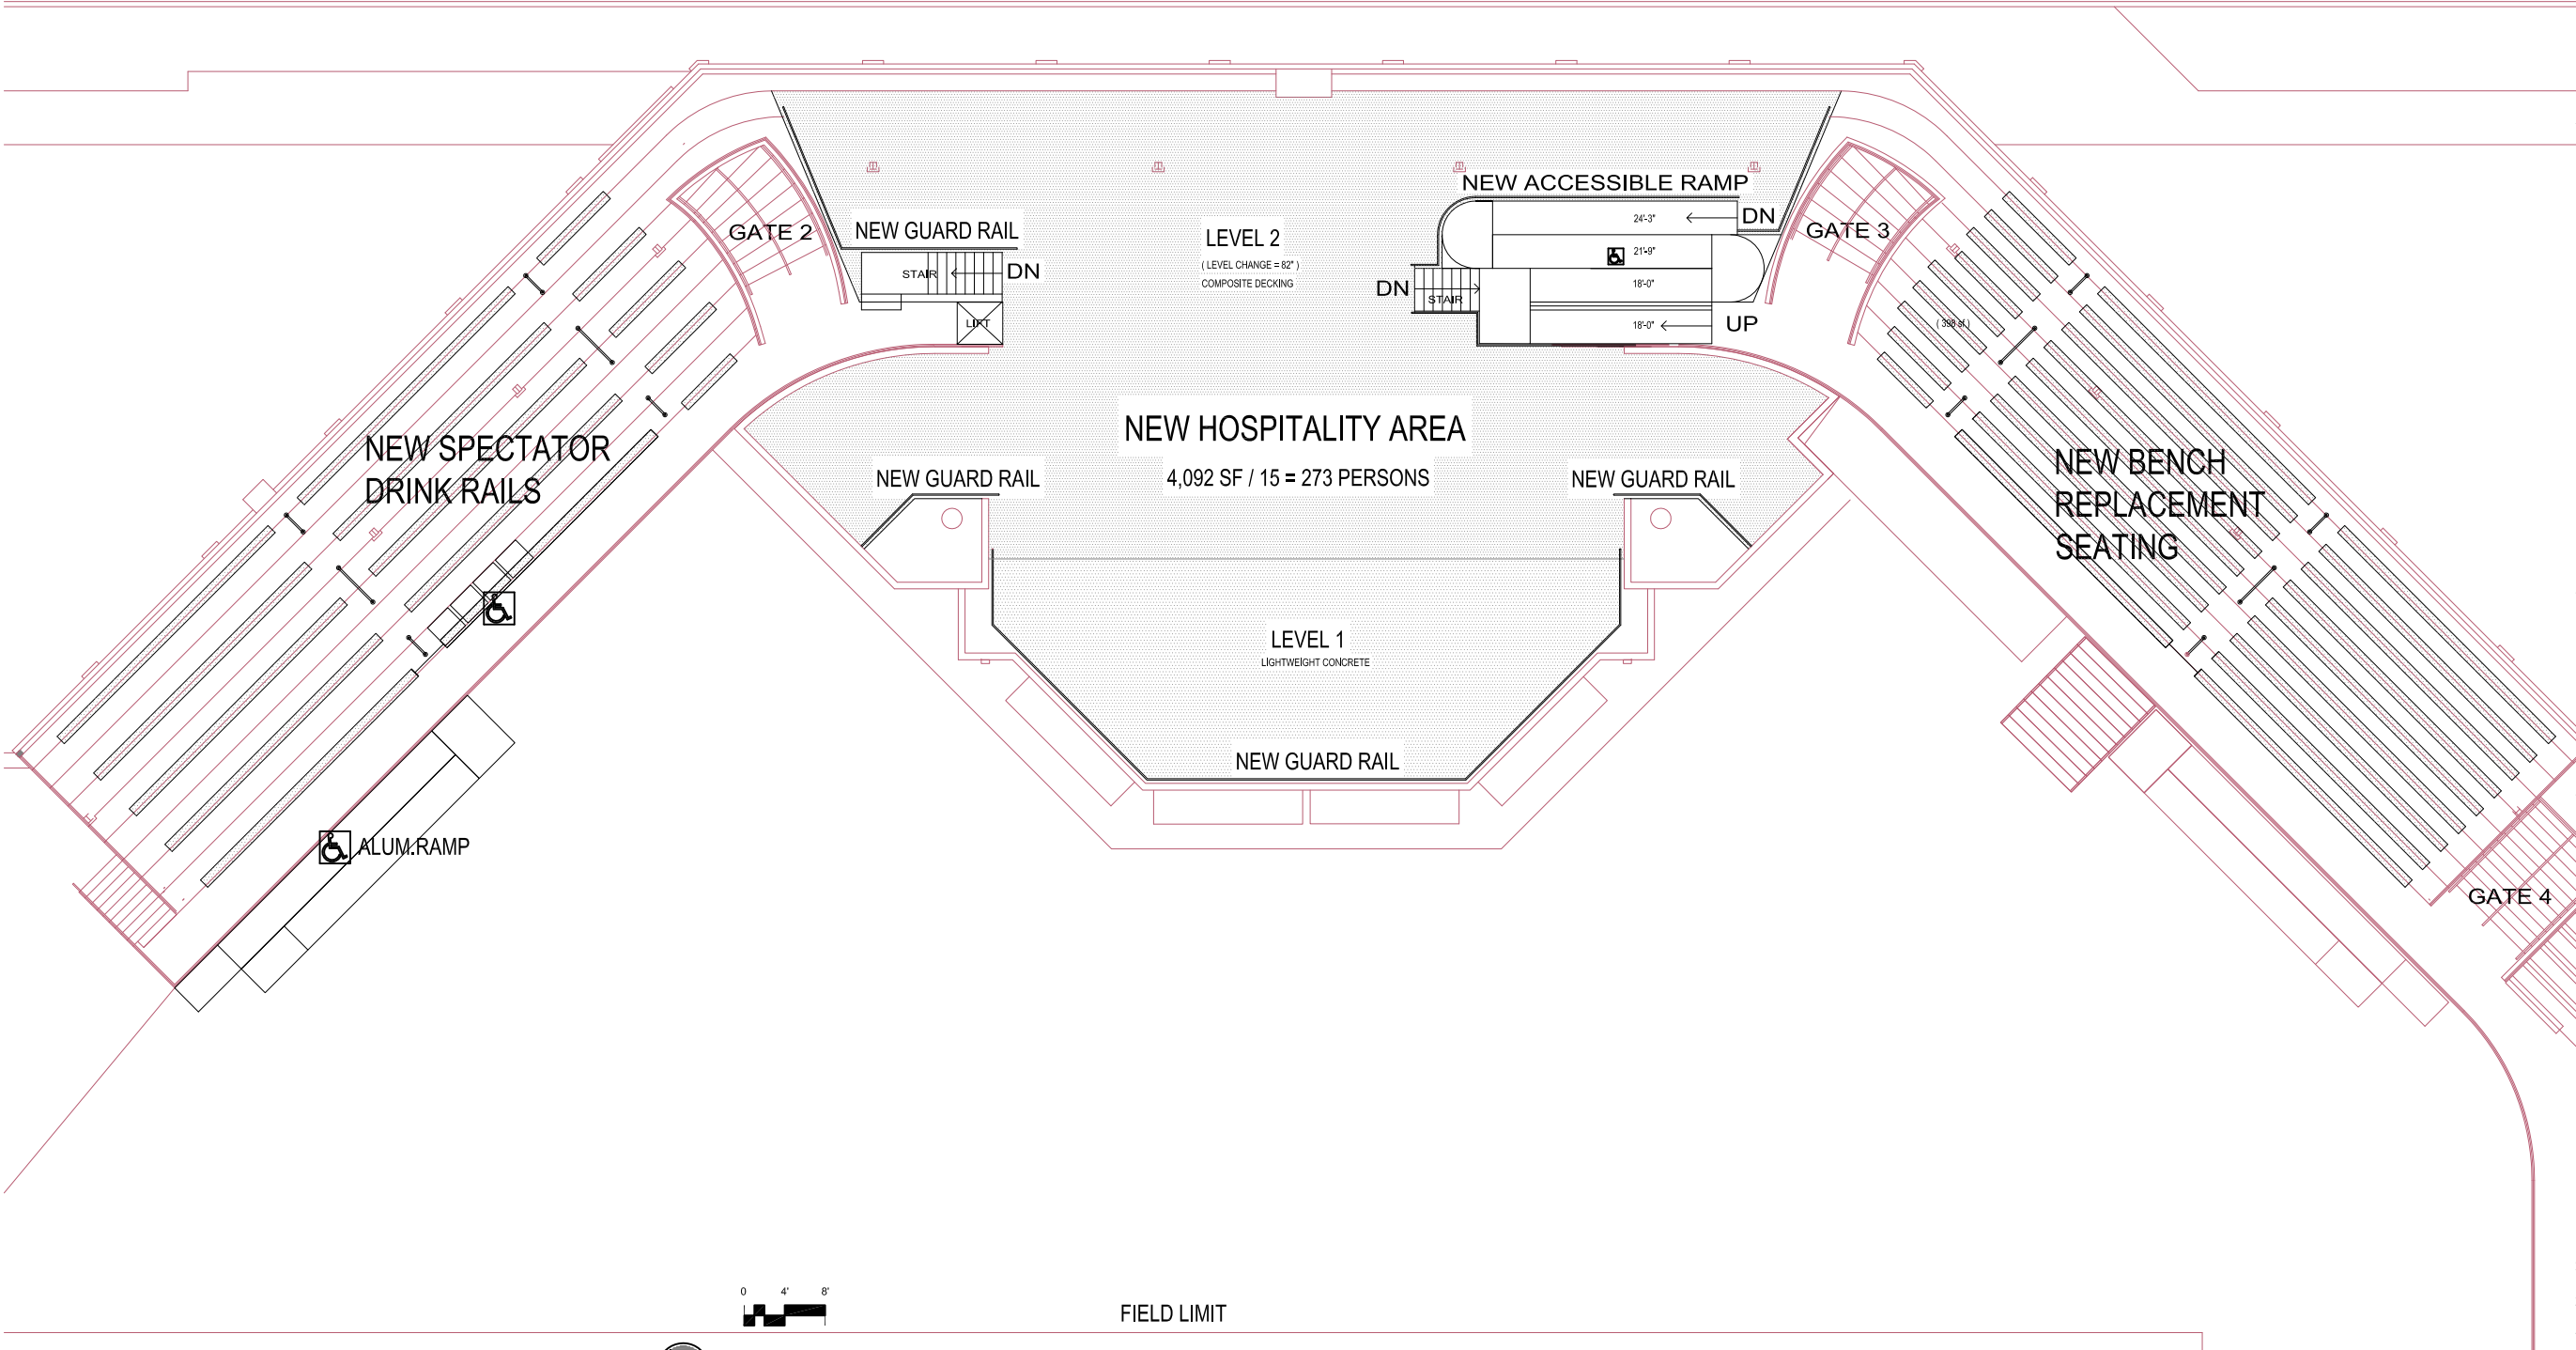 NEW ACCESSIBLE RAMP
24'-3"
DN
GATE 2
NEW GUARD RAIL
GATE 3
LEVEL 2
21'-9"
( LEVEL CHANGE = 82" )
STAIR
DN
COMPOSITE DECKING
DN
18'-0"
STAIR
LIFT
18'-0"
UP
( 398 sf.)
NEW HOSPITALITY AREA
NEW SPECTATOR
DRINK RAILS
NEW GUARD RAIL
4,092 SF / 15 = 273 PERSONS
NEW GUARD RAIL
NEW BENCH
REPLACEMENT
SEATING
LEVEL 1
LIGHTWEIGHT CONCRETE
NEW GUARD RAIL
ALUM.RAMP
GATE 4
0 4' 8'
FIELD LIMIT